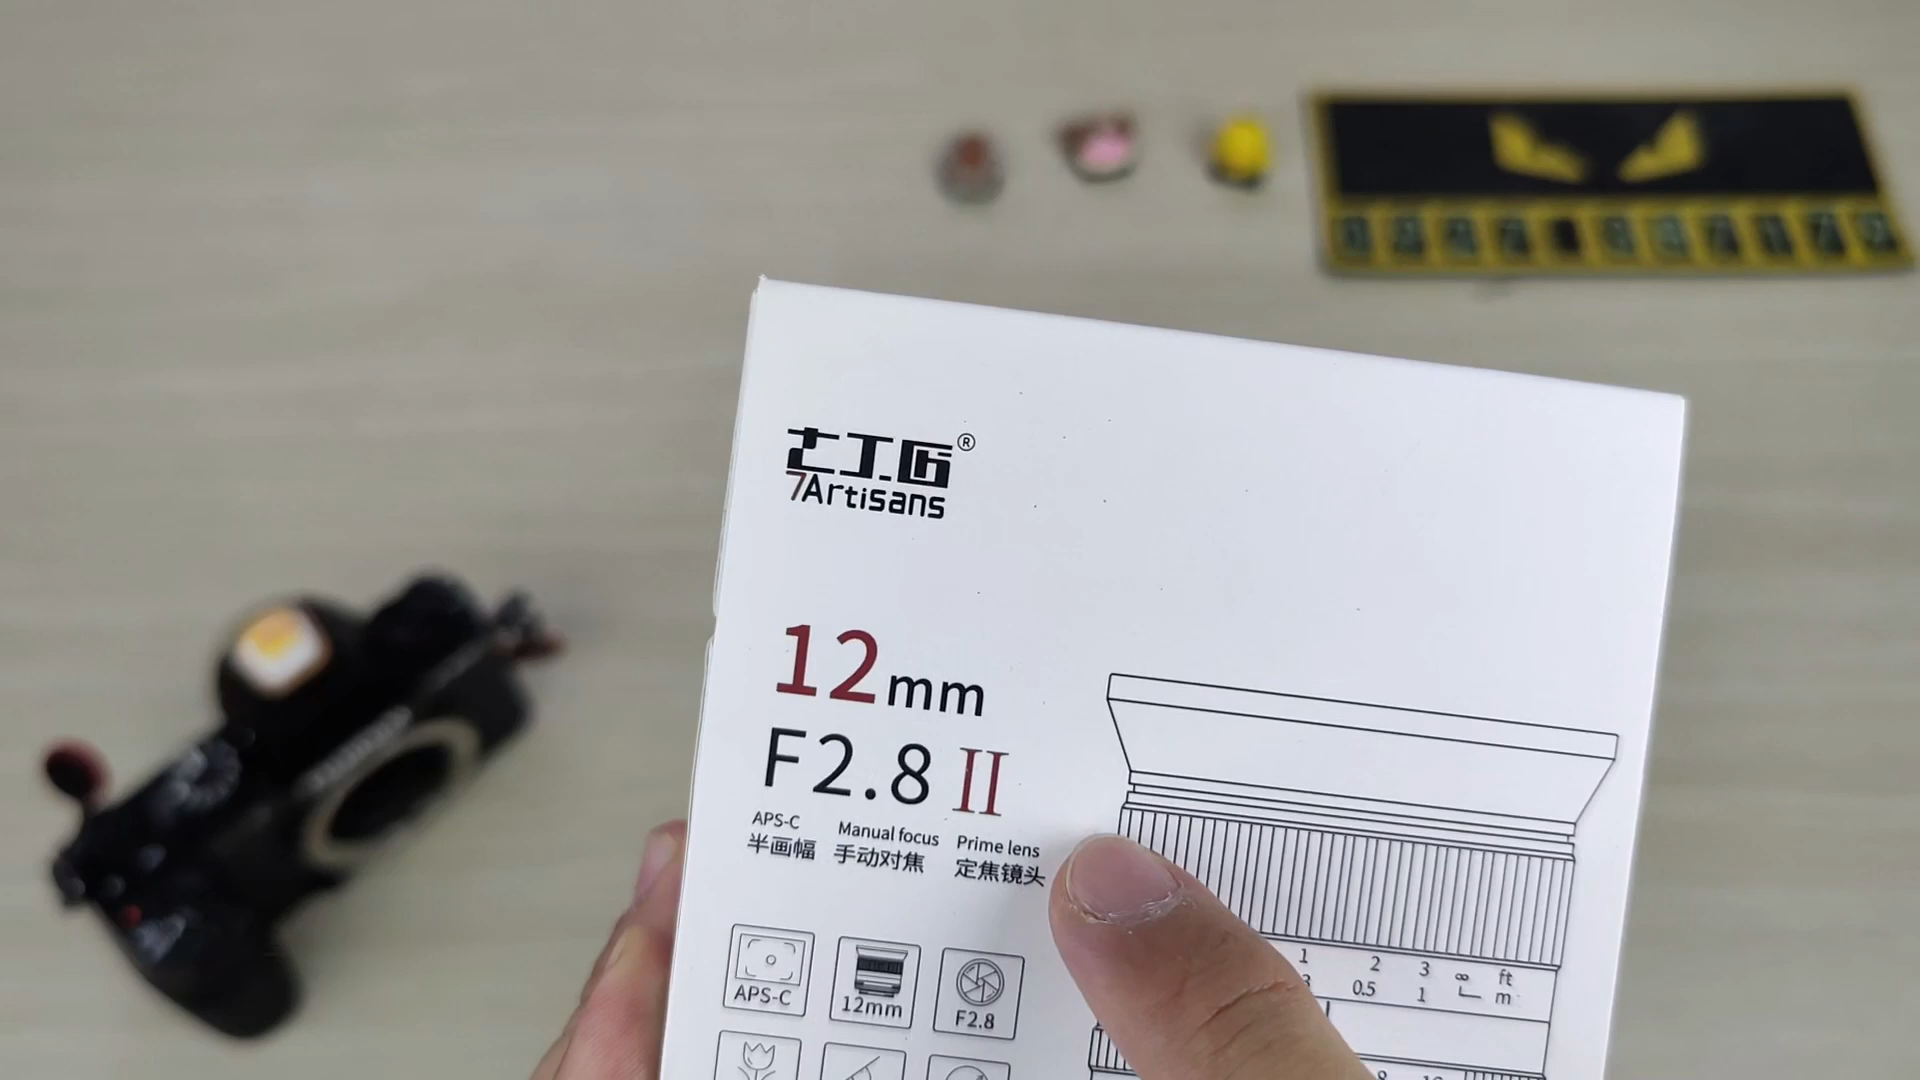 七工匠®
7Artisans
12mm
F2.8 II
APS-C Manual focus Prime lens
半画幅 手动对焦 定焦镜头
APS-C 12mm F2.8
1 2 3 ∞ ft
3 0.5 1 m